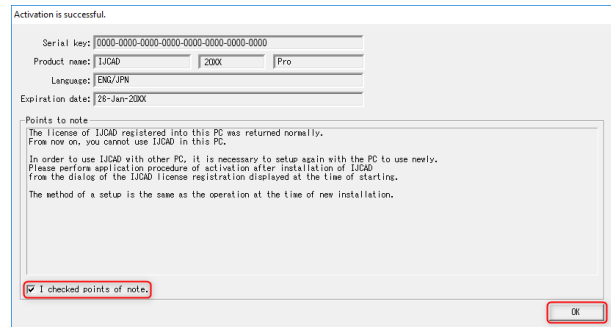 Activation is successful.
Serial key: 0000-0000-0000-0000-0000-0000-0000-0000
Product name: IJCAD 20XX Pro
Language: ENG/JPN
Expiration date: 26-Jan-20XX
Points to note
The license of IJCAD registered into this PC was returned normally.
From now on, you cannot use IJCAD in this PC.
In order to use IJCAD with other PC, it is necessary to setup again with the PC to use newly.
Please perform application procedure of activation after installation of IJCAD
from the dialog of the IJCAD license registration displayed at the time of starting.
The method of a setup is the same as the operation at the time of new installation.
I checked points of note.
OK